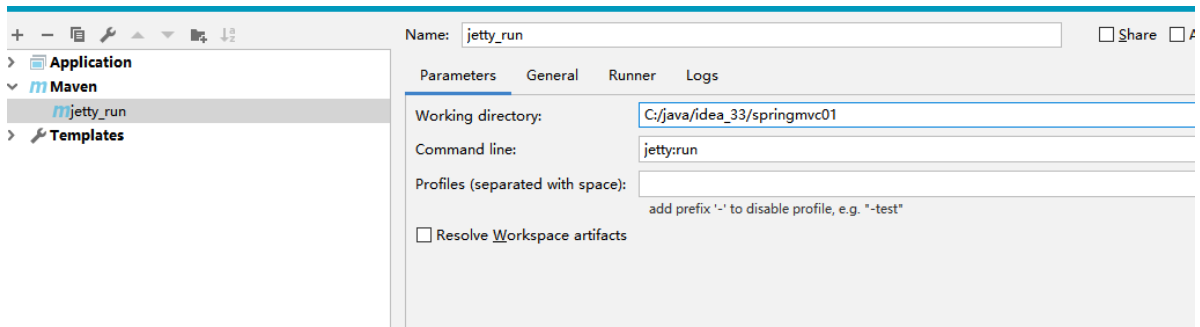 Name: jetty_run Share A
Application
Maven
jetty_run
Templates
Parameters General Runner Logs
Working directory: C:/java/idea_33/springmvc01
Command line: jetty:run
Profiles (separated with space):
add prefix '-' to disable profile, e.g. "-test"
Resolve Workspace artifacts